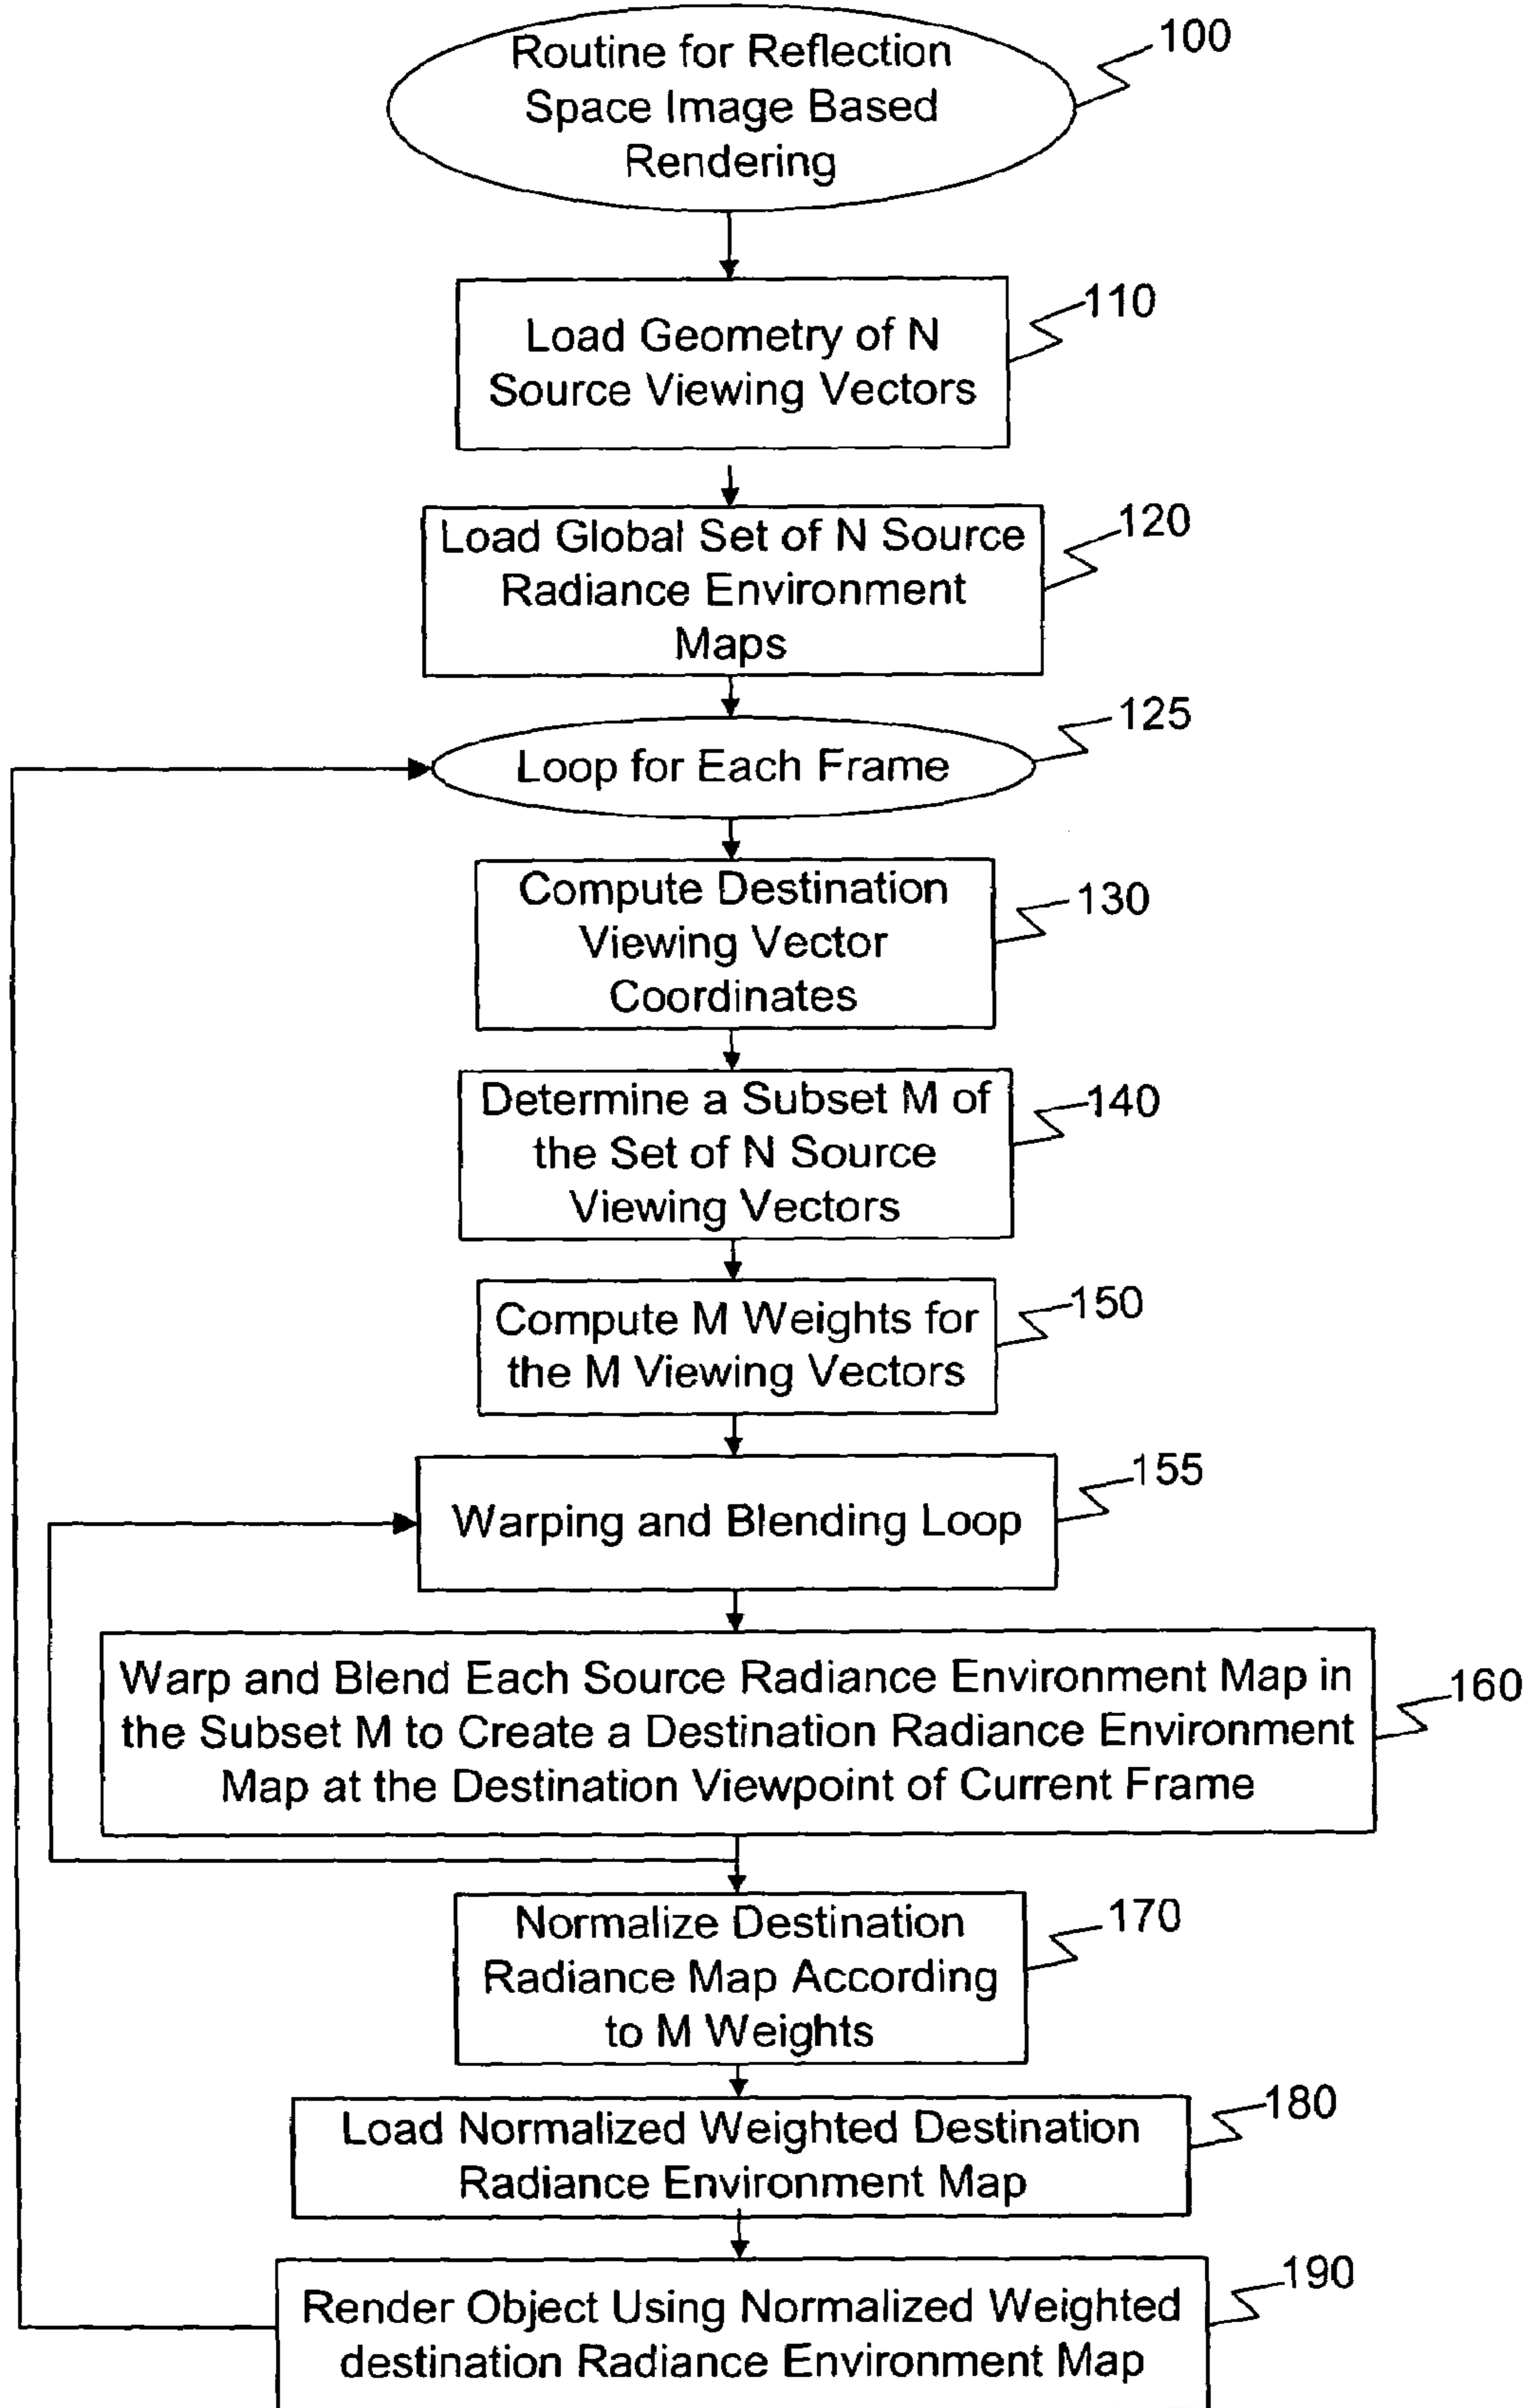 Routine for Reflection
Space Image Based
Rendering
100
Load Geometry of N
Source Viewing Vectors
110
Load Global Set of N Source
Radiance Environment
Maps
120
Loop for Each Frame
125
Compute Destination
Viewing Vector
Coordinates
130
Determine a Subset M of
the Set of N Source
Viewing Vectors
140
Compute M Weights for
the M Viewing Vectors
150
Warping and Blending Loop
155
Warp and Blend Each Source Radiance Environment Map in
the Subset M to Create a Destination Radiance Environment
Map at the Destination Viewpoint of Current Frame
160
Normalize Destination
Radiance Map According
to M Weights
170
Load Normalized Weighted Destination
Radiance Environment Map
180
Render Object Using Normalized Weighted
destination Radiance Environment Map
190